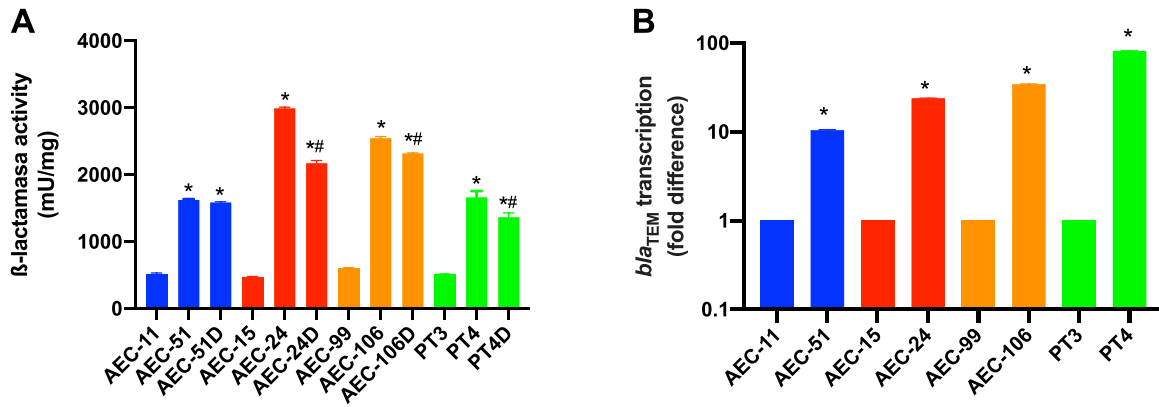 A
ß-lactamasa activity
(mU/mg)
4000
3000
2000
1000
0
*
*
*
*#
*
*#
*
*#
AEC-11
AEC-51
AEC-51D
AEC-15
AEC-24
AEC-24D
AEC-99
AEC-106
AEC-106D
PT3
PT4
PT4D
B
blaTEM transcription
(fold difference)
100
10
1
0.1
*
*
*
*
AEC-11
AEC-51
AEC-15
AEC-24
AEC-99
AEC-106
PT3
PT4